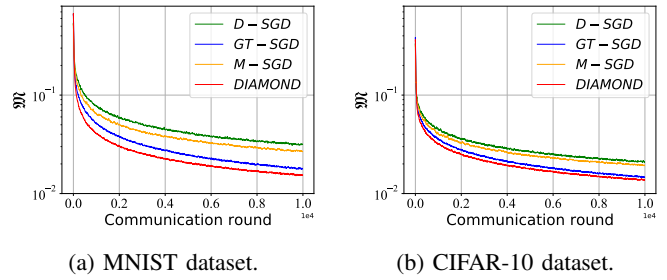 D − SGD
GT − SGD
M − SGD
DIAMOND
𝔐
10⁻¹
10⁻²
0.0 0.2 0.4 0.6 0.8 1.0
1e4
Communication round
(a) MNIST dataset.
D − SGD
GT − SGD
M − SGD
DIAMOND
𝔐
10⁻¹
10⁻²
0.0 0.2 0.4 0.6 0.8 1.0
1e4
Communication round
(b) CIFAR-10 dataset.